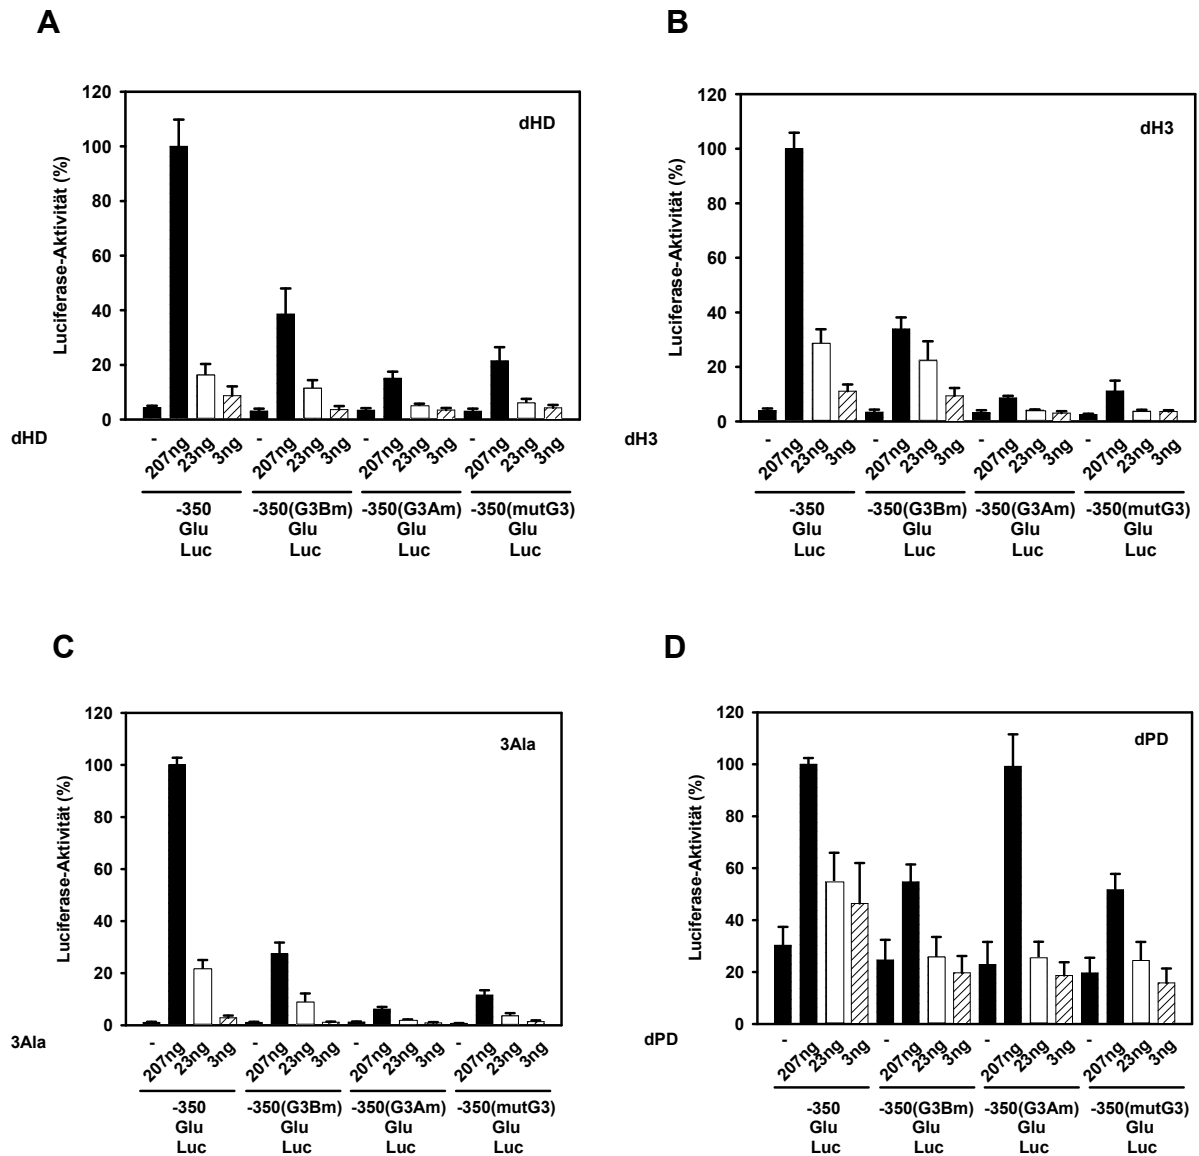 A
Luciferase-Aktivität (%)
120
100
80
60
40
20
0
dHD
dHD
- 207ng 23ng 3ng - 207ng 23ng 3ng - 207ng 23ng 3ng - 207ng 23ng 3ng
-350 -350(G3Bm) -350(G3Am) -350(mutG3)
Glu Glu Glu Glu
Luc Luc Luc Luc
B
Luciferase-Aktivität (%)
120
100
80
60
40
20
0
dH3
dH3
- 207ng 23ng 3ng - 207ng 23ng 3ng - 207ng 23ng 3ng - 207ng 23ng 3ng
-350 -350(G3Bm) -350(G3Am) -350(mutG3)
Glu Glu Glu Glu
Luc Luc Luc Luc
C
Luciferase-Aktivität (%)
120
100
80
60
40
20
0
3Ala
3Ala
- 207ng 23ng 3ng - 207ng 23ng 3ng - 207ng 23ng 3ng - 207ng 23ng 3ng
-350 -350(G3Bm) -350(G3Am) -350(mutG3)
Glu Glu Glu Glu
Luc Luc Luc Luc
D
Luciferase-Aktivität (%)
120
100
80
60
40
20
0
dPD
dPD
- 207ng 23ng 3ng - 207ng 23ng 3ng - 207ng 23ng 3ng - 207ng 23ng 3ng
-350 -350(G3Bm) -350(G3Am) -350(mutG3)
Glu Glu Glu Glu
Luc Luc Luc Luc